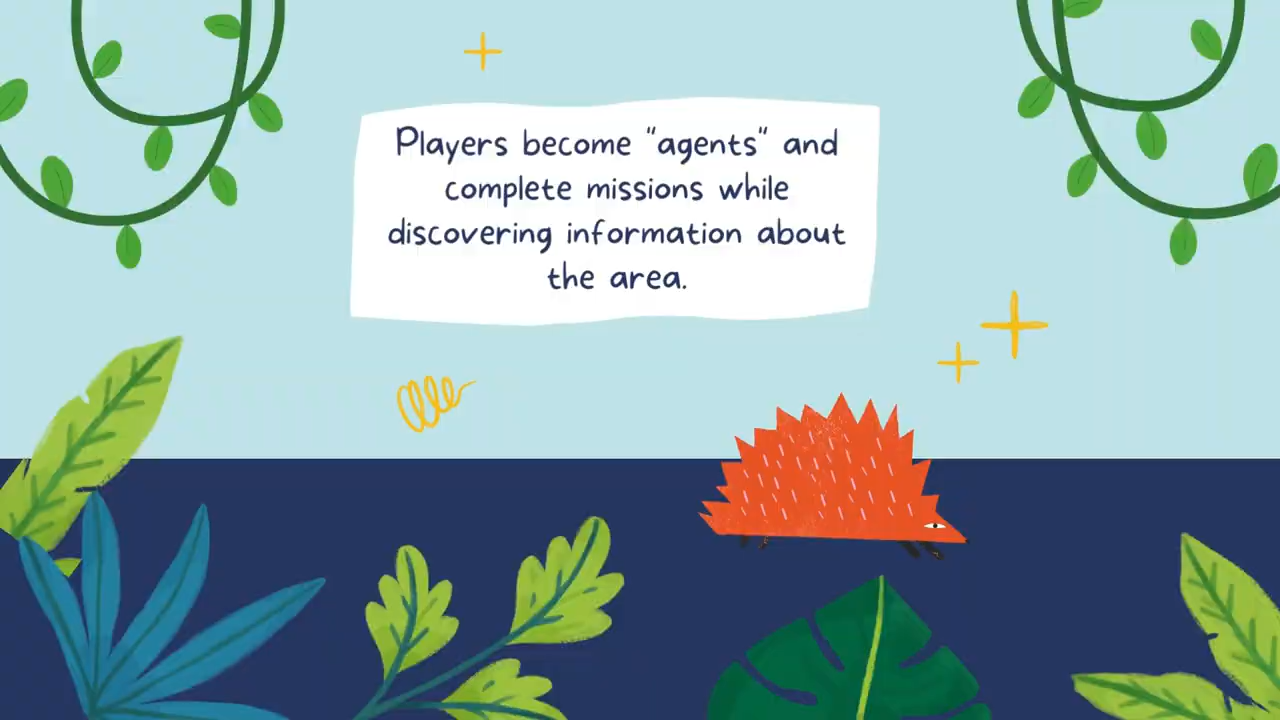 Players become "agents" and
complete missions while
discovering information about
the area.